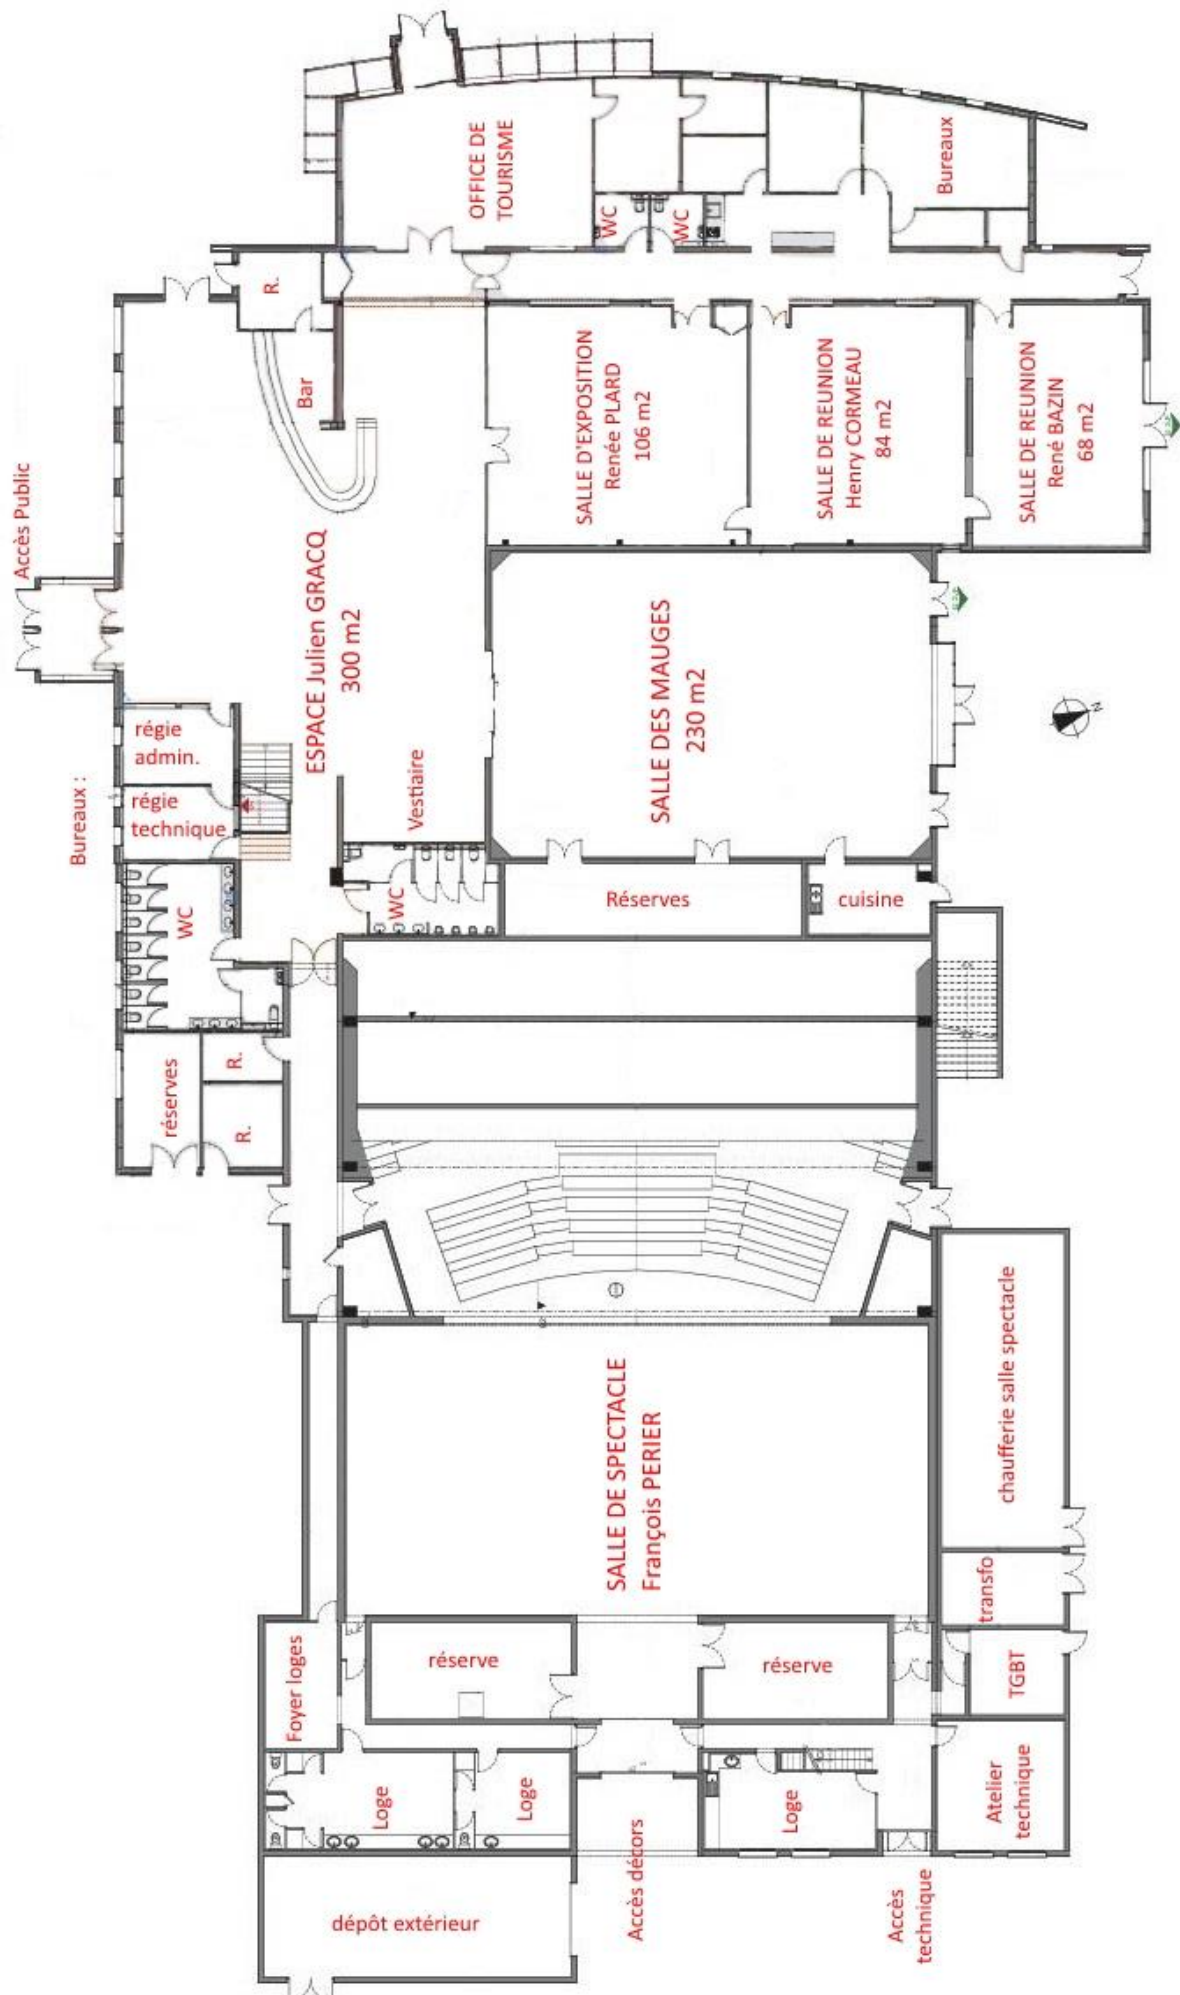 OFFICE DE
TOURISME
Bureaux
WC
WC
R.
Bar
Accès Public
SALLE D'EXPOSITION
Renée PLARD
106 m2
SALLE DE REUNION
Henry CORMEAU
84 m2
SALLE DE REUNION
René BAZIN
68 m2
ESPACE Julien GRACQ
300 m2
SALLE DES MAUGES
230 m2
N
Bureaux :
régie
admin.
régie
technique
Vestiaire
WC
WC
Réserves
cuisine
réserves
R.
R.
SALLE DE SPECTACLE
François PERIER
chaufferie salle spectacle
transfo
TGBT
Foyer loges
réserve
réserve
Loge
Loge
Loge
Atelier
technique
Accès décors
Accès
technique
dépôt extérieur